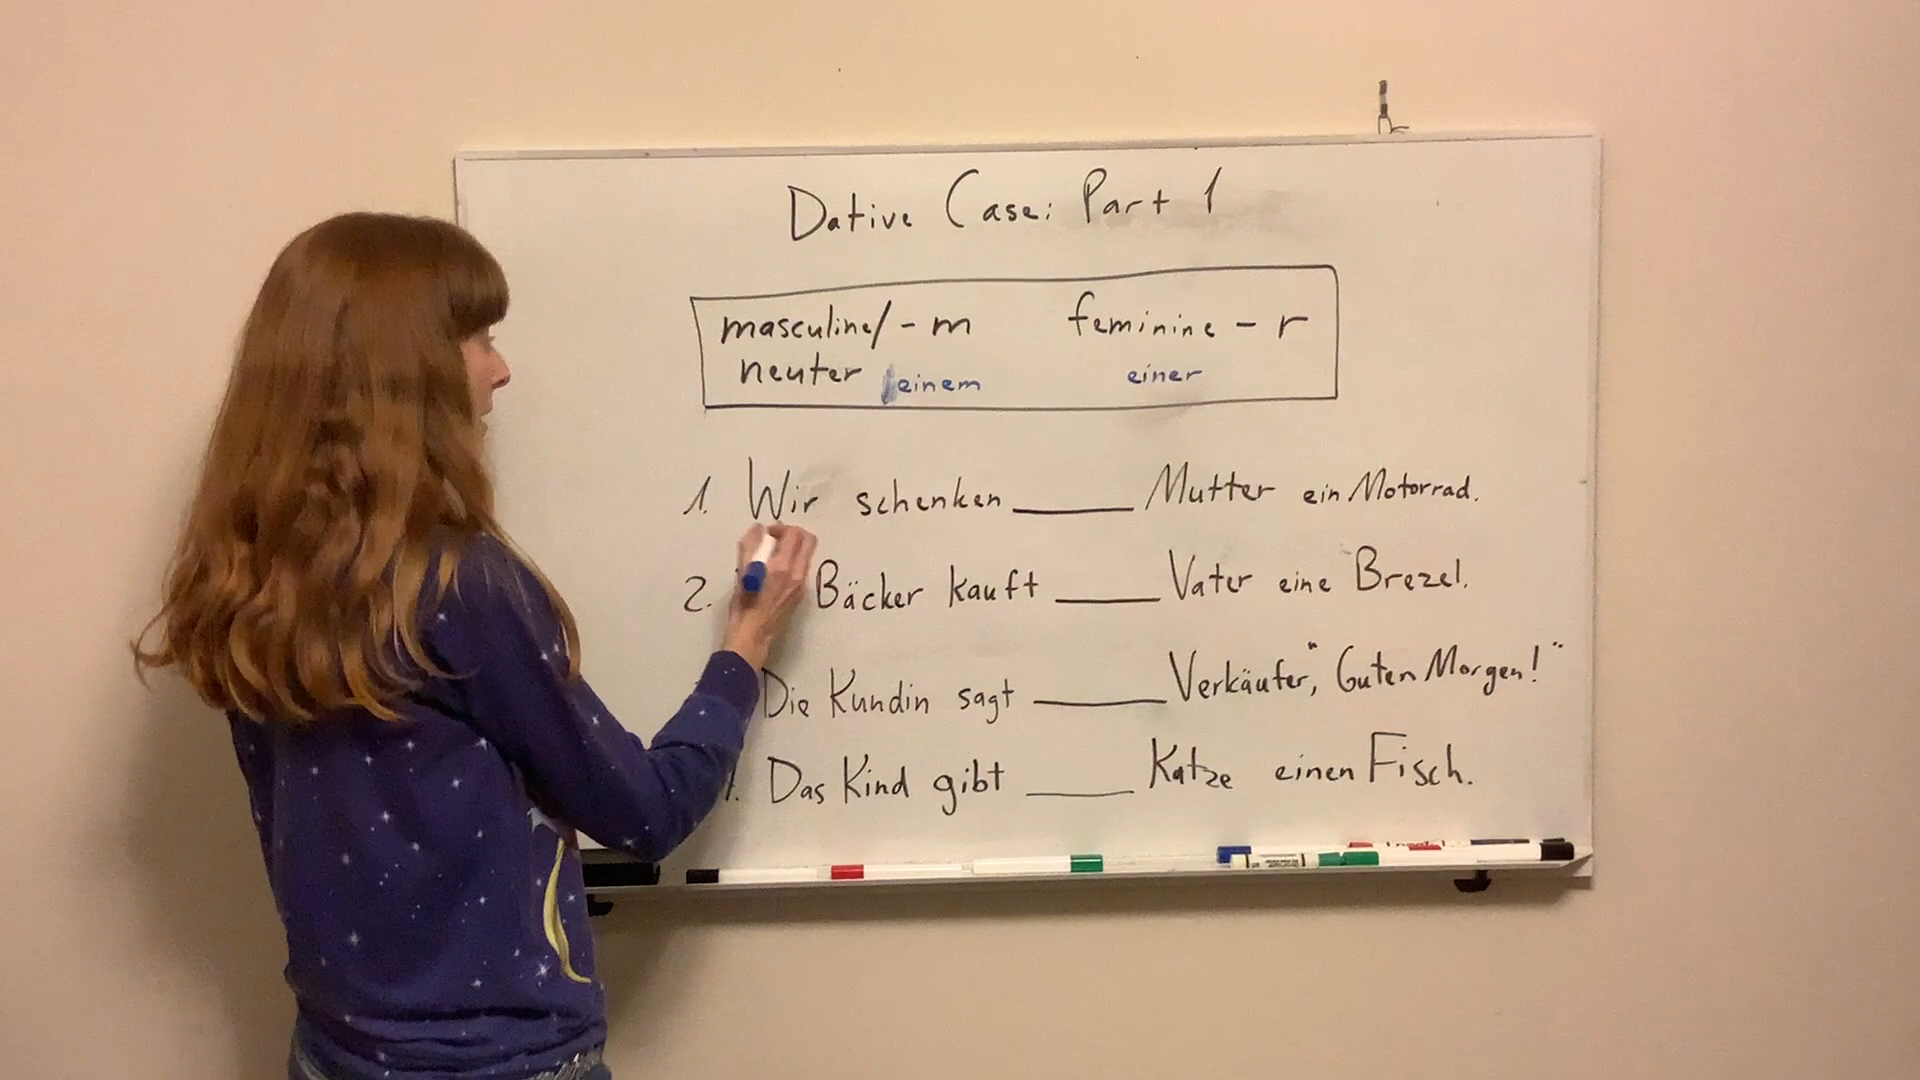 Dative Case: Part 1
masculine/ - m feminine - r
neuter einem einer
1. Wir schenken ____ Mutter ein Motorrad.
2. Bäcker kauft ____ Vater eine Brezel.
Die Kundin sagt ____ Verkäufer, "Guten Morgen!"
Das Kind gibt ____ Katze einen Fisch.